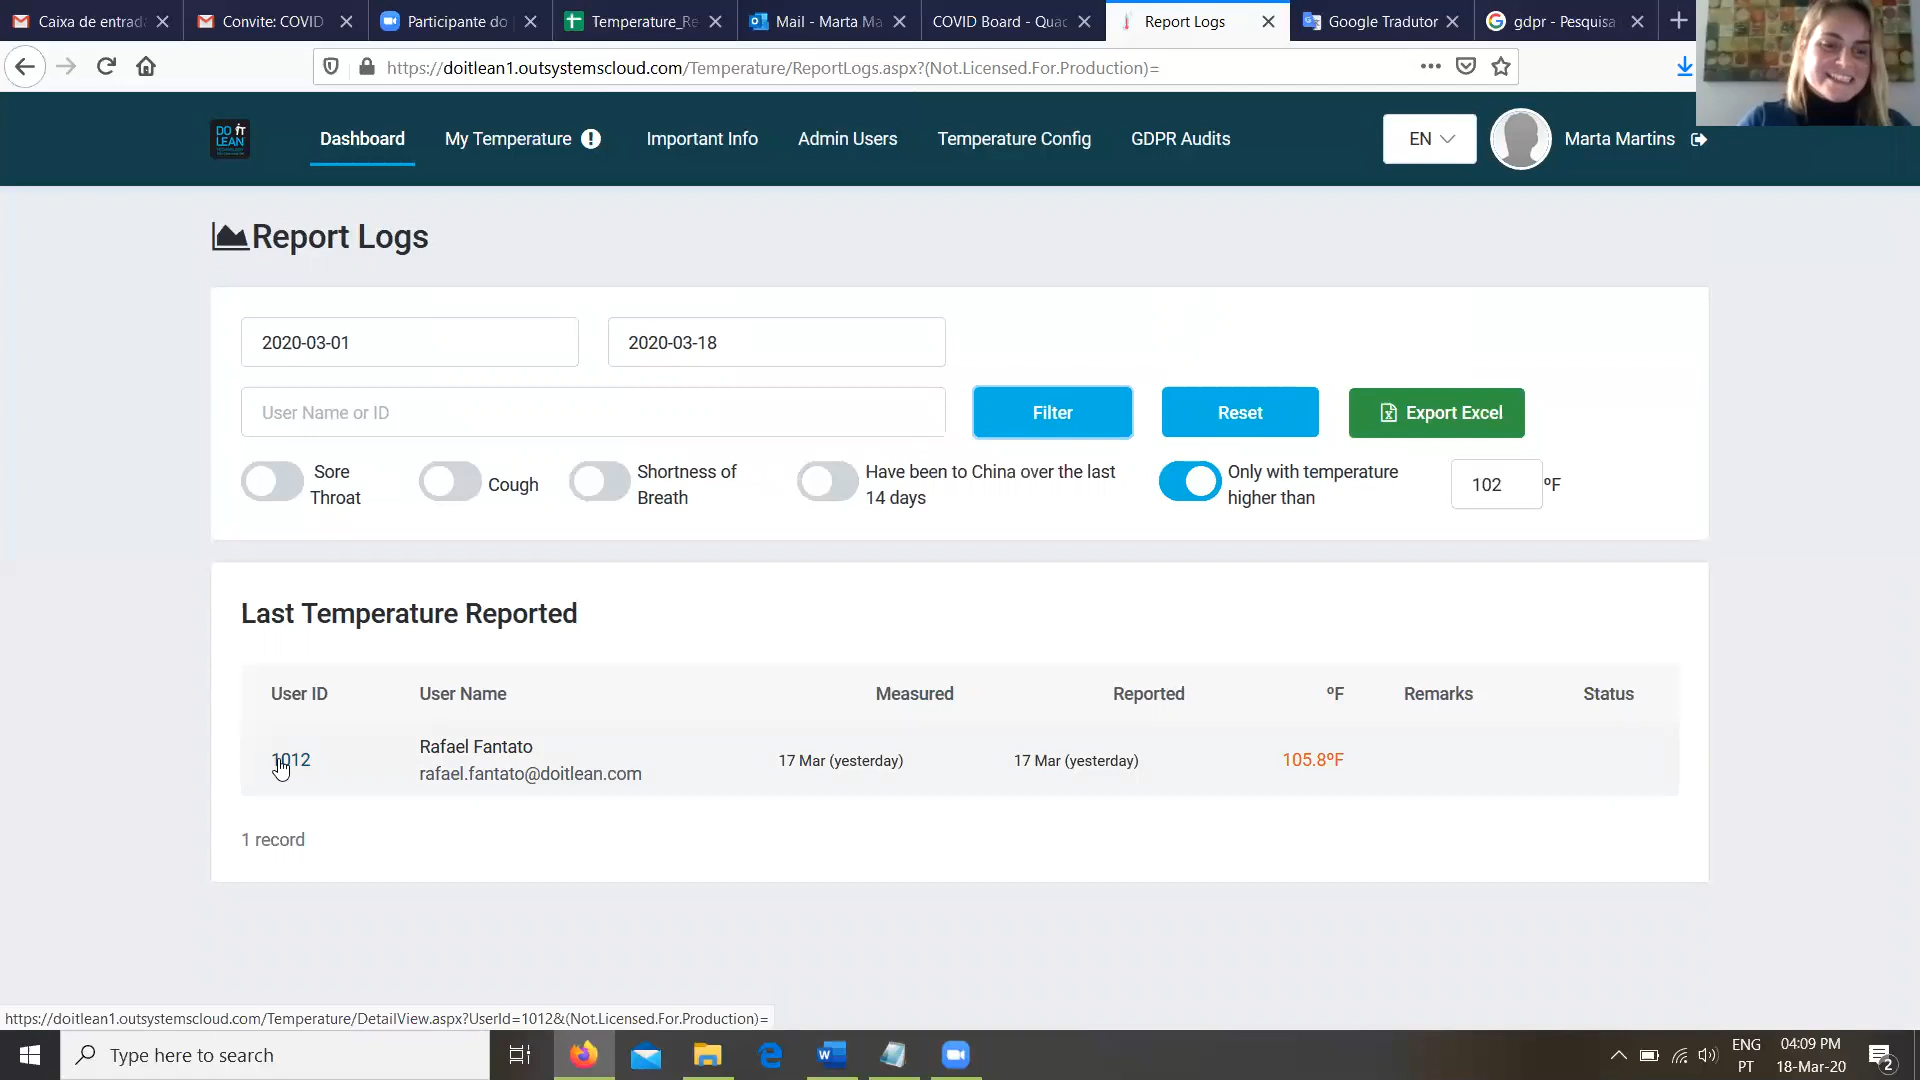 Caixa de entrad
Convite: COVID
Participante do
Temperature_Re
Mail - Marta Ma
COVID Board - Quad
Report Logs
Google Tradutor
gdpr - Pesquisa
https://doitlean1.outsystemscloud.com/Temperature/ReportLogs.aspx?(Not.Licensed.For.Production)=
DO IT
LEAN
Dashboard
My Temperature
Important Info
Admin Users
Temperature Config
GDPR Audits
EN
Marta Martins
Report Logs
2020-03-01
2020-03-18
User Name or ID
Filter
Reset
Export Excel
Sore
Throat
Cough
Shortness of
Breath
Have been to China over the last
14 days
Only with temperature
higher than
102
ºF
Last Temperature Reported
User ID
User Name
Measured
Reported
ºF
Remarks
Status
1012
Rafael Fantato
rafael.fantato@doitlean.com
17 Mar (yesterday)
17 Mar (yesterday)
105.8ºF
1 record
https://doitlean1.outsystemscloud.com/Temperature/DetailView.aspx?UserId=1012&(Not.Licensed.For.Production)=
Type here to search
ENG
PT
04:09 PM
18-Mar-20
2